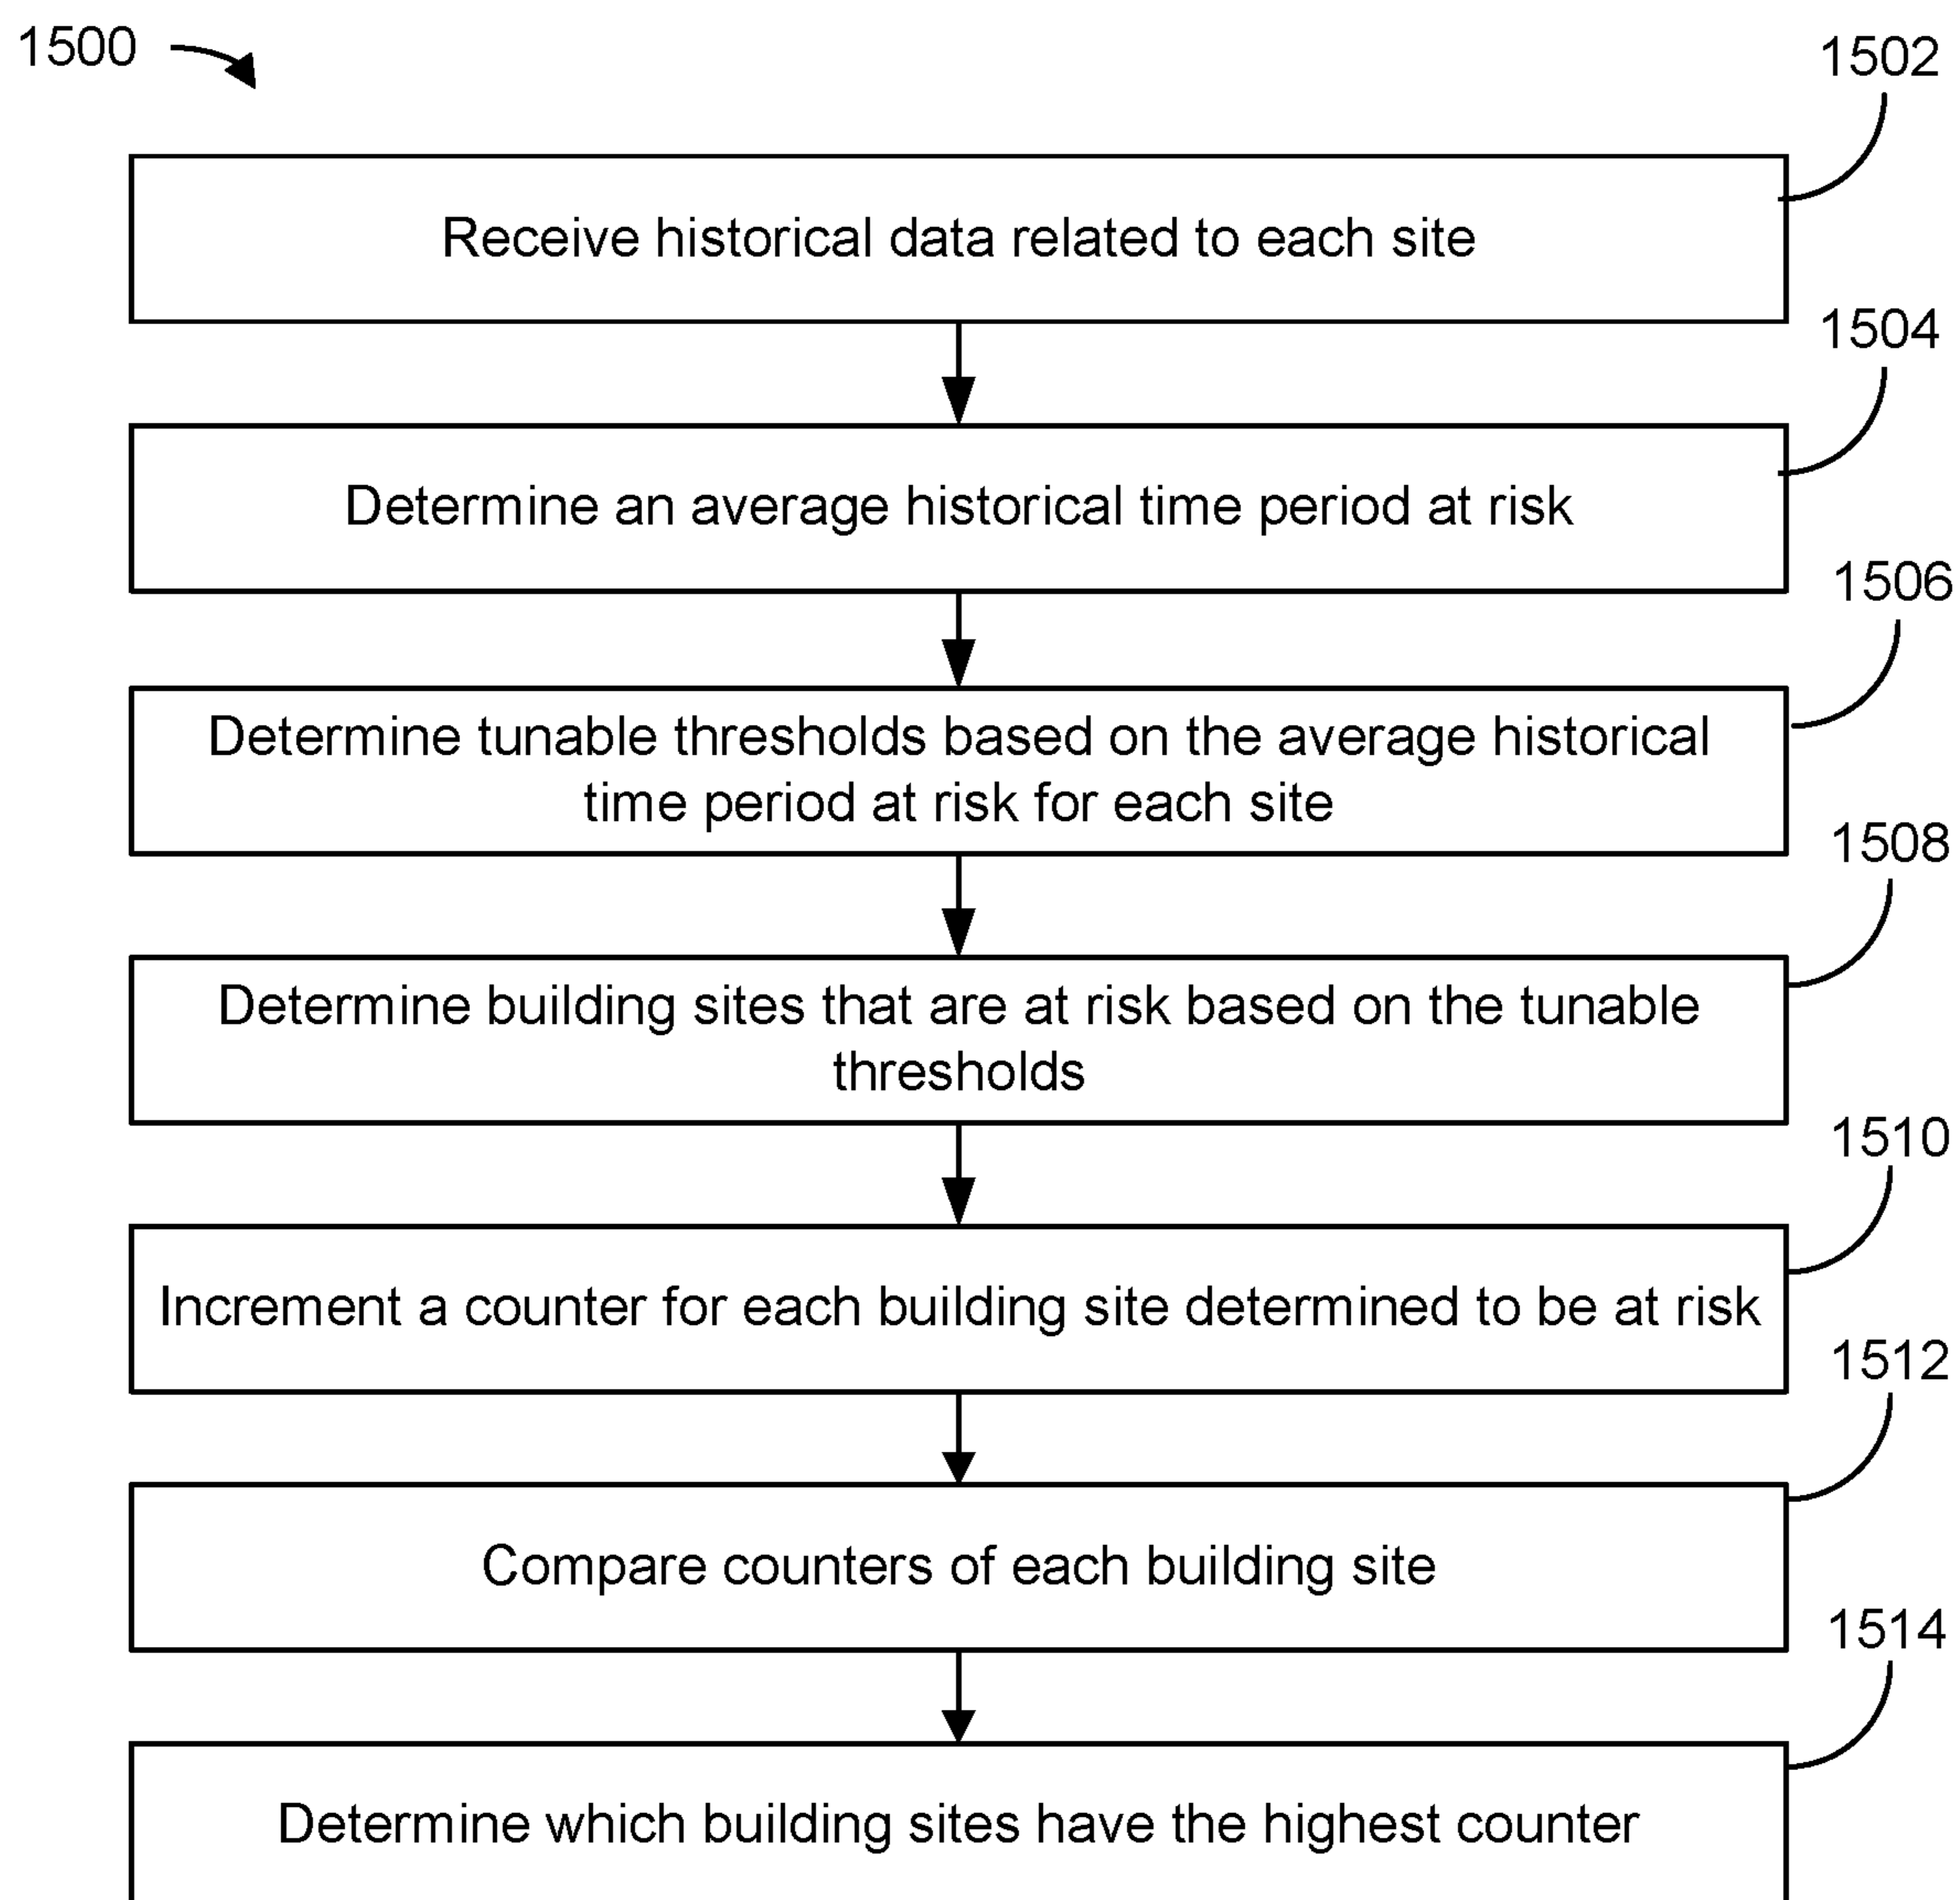 1500
1502
Receive historical data related to each site
1504
Determine an average historical time period at risk
1506
Determine tunable thresholds based on the average historical
time period at risk for each site
1508
Determine building sites that are at risk based on the tunable
thresholds
1510
Increment a counter for each building site determined to be at risk
1512
Compare counters of each building site
1514
Determine which building sites have the highest counter